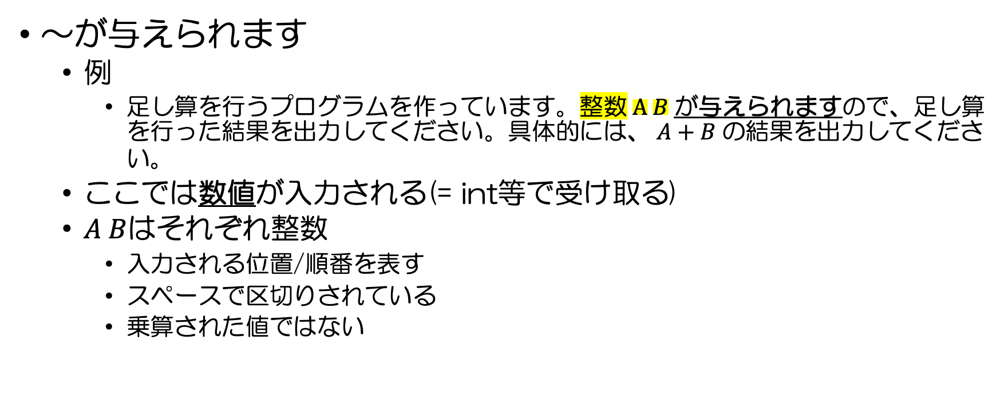 • ～が与えられます
• 例
• 足し算を行うプログラムを作っています。整数 A B が与えられますので、足し算
を行った結果を出力してください。具体的には、 A + B の結果を出力してくださ
い。
• ここでは数値が入力される(= int等で受け取る)
• A Bはそれぞれ整数
• 入力される位置/順番を表す
• スペースで区切りされている
• 乗算された値ではない